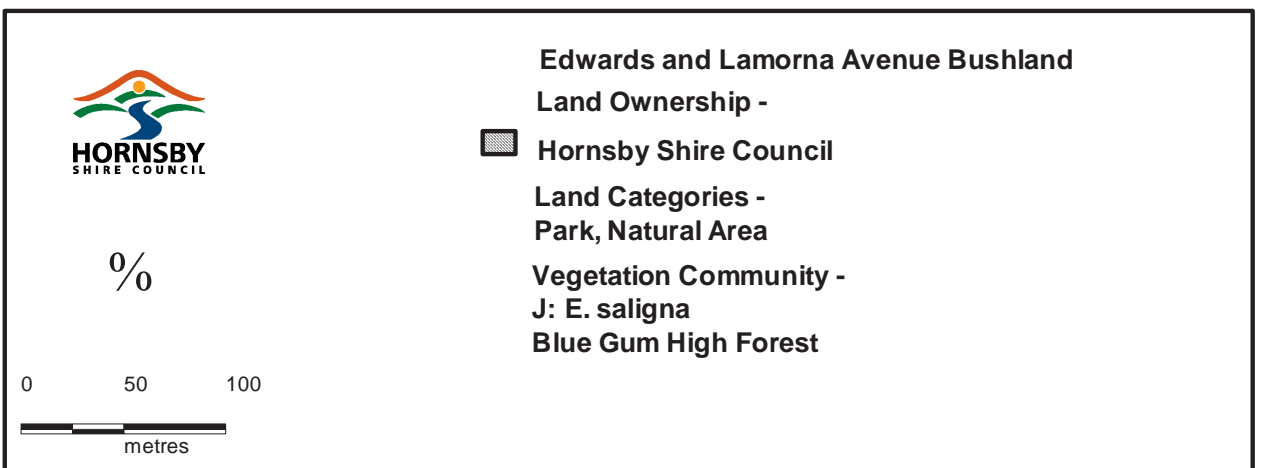 Edwards and Lamorna Avenue Bushland
Land Ownership -
HORNSBY
SHIRE COUNCIL
Hornsby Shire Council
Land Categories -
Park, Natural Area
%
Vegetation Community -
J: E. saligna
Blue Gum High Forest
0 50 100
metres